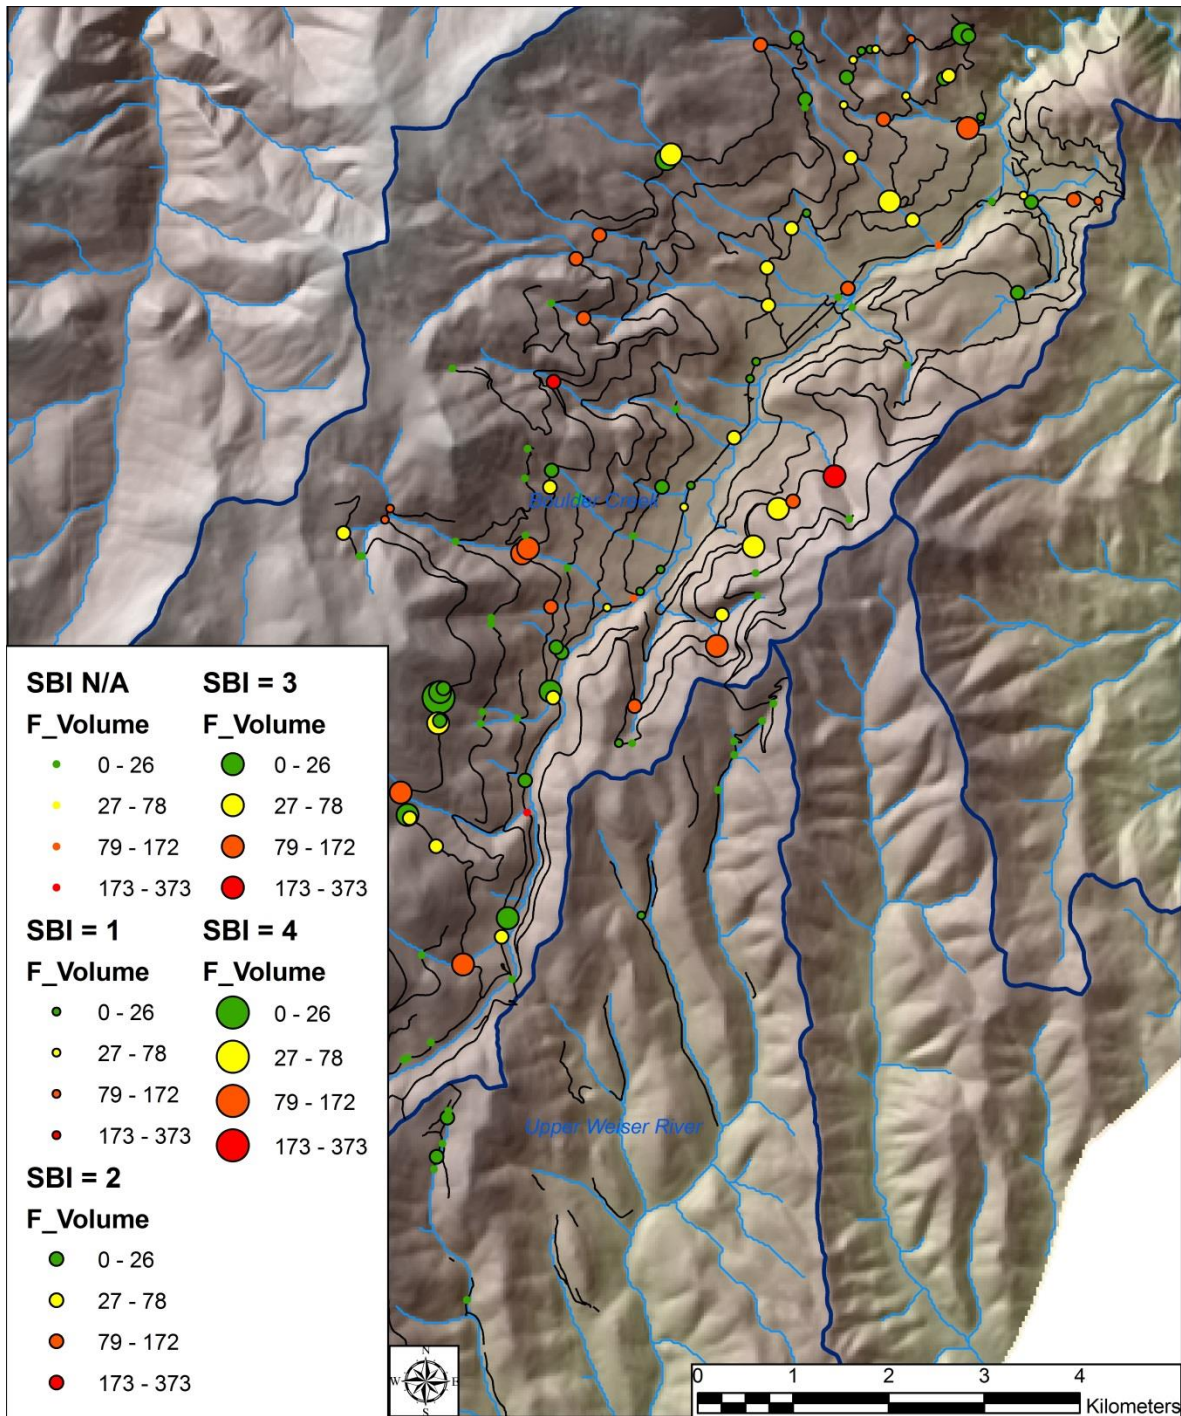 Boulder Creek
SBI N/A
F_Volume
0 - 26
27 - 78
79 - 172
173 - 373
SBI = 1
F_Volume
0 - 26
27 - 78
79 - 172
173 - 373
SBI = 2
F_Volume
0 - 26
27 - 78
79 - 172
173 - 373
SBI = 3
F_Volume
0 - 26
27 - 78
79 - 172
173 - 373
SBI = 4
F_Volume
0 - 26
27 - 78
79 - 172
173 - 373
Upper Weiser River
N
W E
S
0 1 2 3 4
Kilometers